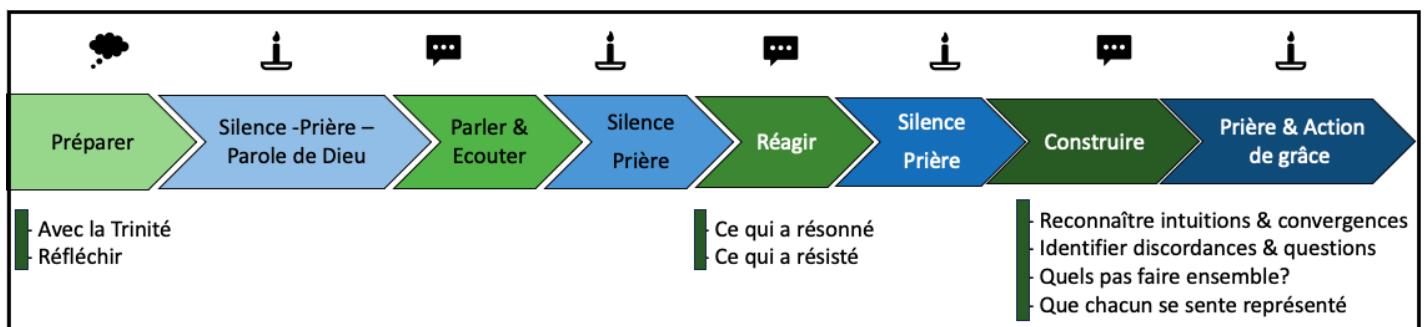 Préparer
Silence -Prière –
Parole de Dieu
Parler &
Ecouter
Silence
Prière
Réagir
Silence
Prière
Construire
Prière & Action
de grâce
- Avec la Trinité
- Réfléchir
- Ce qui a résonné
- Ce qui a résisté
- Reconnaître intuitions & convergences
- Identifier discordances & questions
- Quels pas faire ensemble?
- Que chacun se sente représenté